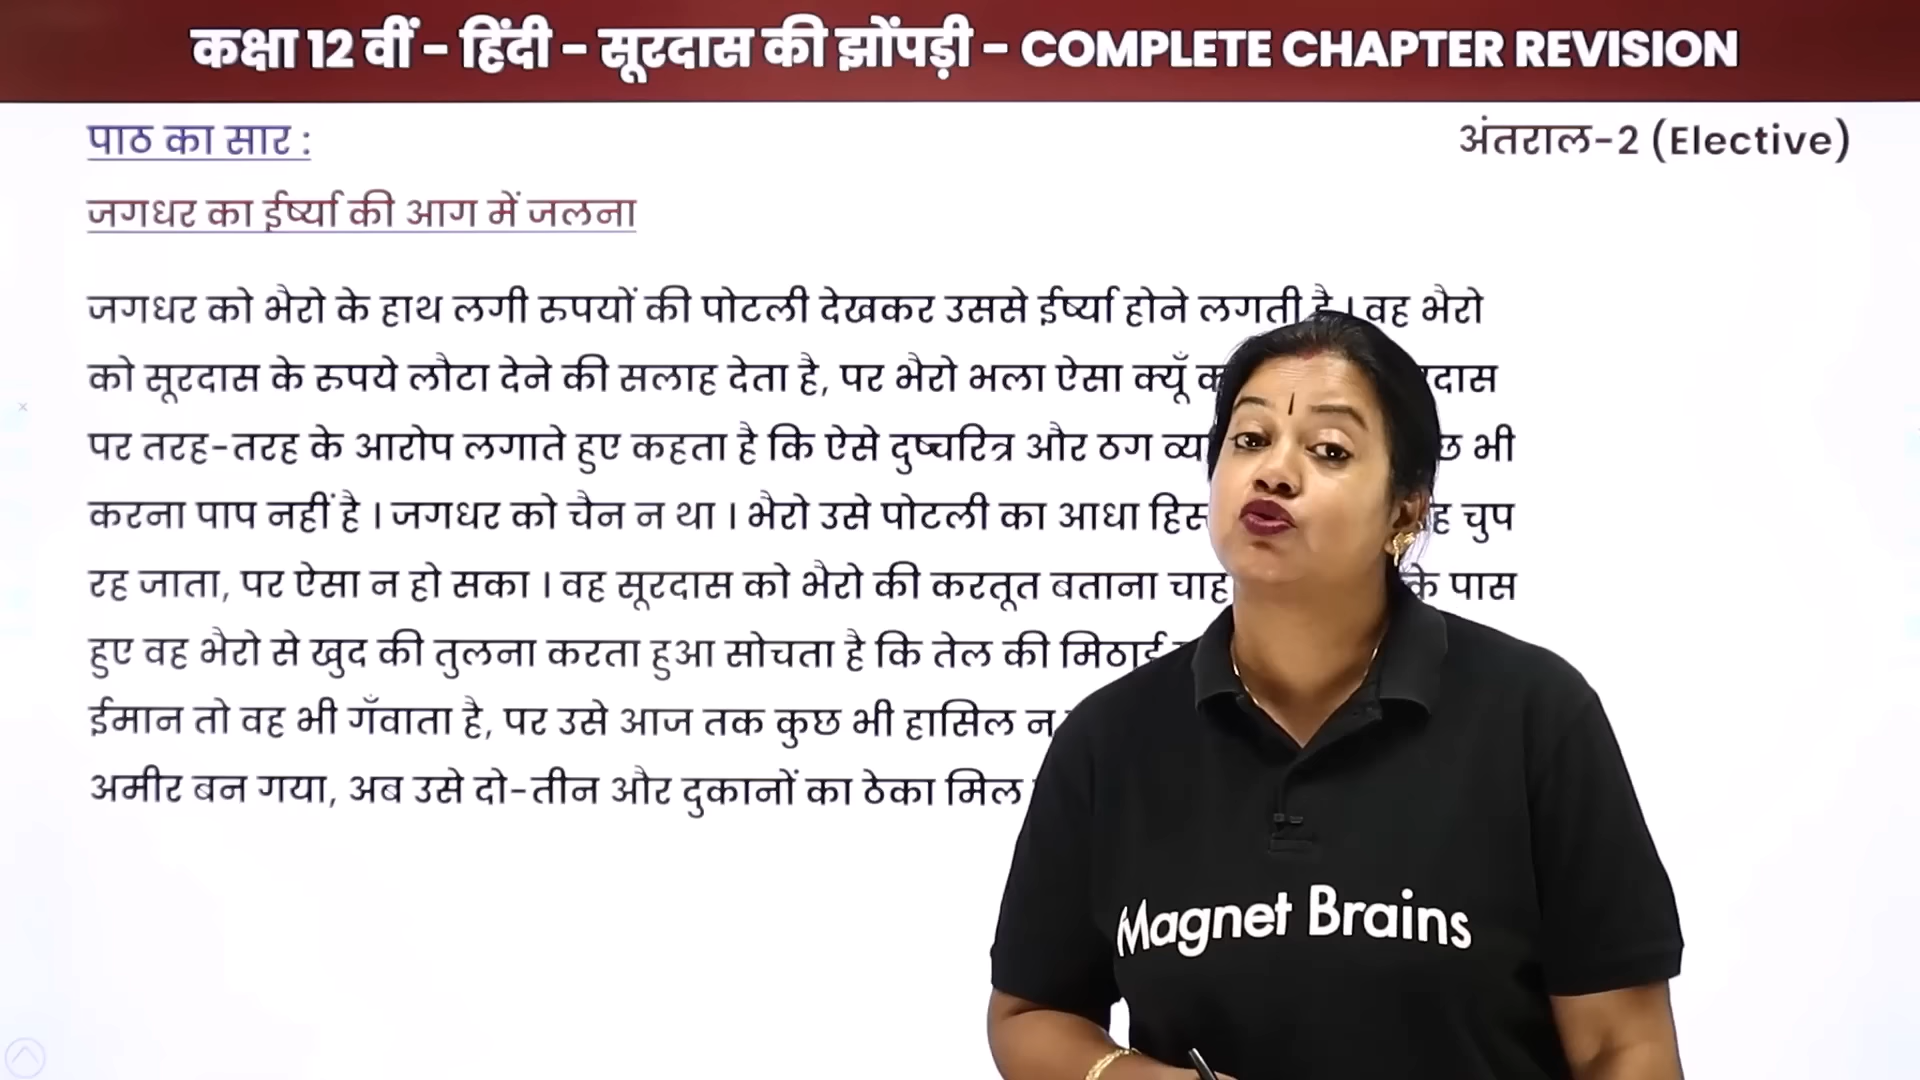 कक्षा 12 वीं - हिंदी - सूरदास की झोंपड़ी - COMPLETE CHAPTER REVISION
पाठ का सार :
अंतराल-2 (Elective)
जगधर का ईर्ष्या की आग में जलना
जगधर को भैरो के हाथ लगी रुपयों की पोटली देखकर उससे ईर्ष्या होने लगती है । वह भैरो
को सूरदास के रुपये लौटा देने की सलाह देता है, पर भैरो भला ऐसा क्यूँ
पर तरह-तरह के आरोप लगाते हुए कहता है कि ऐसे दुष्चरित्र और ठग भी
करना पाप नहीं है । जगधर को चैन न था । भैरो उसे पोटली का आधा चुप
रह जाता, पर ऐसा न हो सका । वह सूरदास को भैरो की करतूत बताना के पास
हुए वह भैरो से खुद की तुलना करता हुआ सोचता है कि तेल की मिठाई
ईमान तो वह भी गँवाता है, पर उसे आज तक कुछ भी हासिल न
अमीर बन गया, अब उसे दो-तीन और दुकानों का ठेका मिल
Magnet Brains